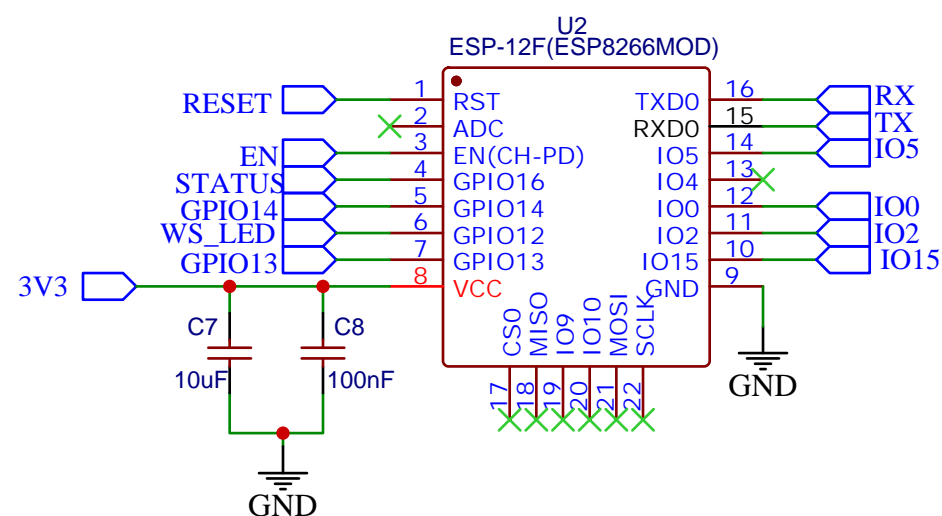 U2
ESP-12F(ESP8266MOD)
RESET 1 RST TXD0 16 RX
2 ADC RXD0 15 TX
EN 3 EN(CH-PD) IO5 14 IO5
STATUS 4 GPIO16 IO4 13
GPIO14 5 GPIO14 IO0 12 IO0
WS_LED 6 GPIO12 IO2 11 IO2
GPIO13 7 GPIO13 IO15 10 IO15
3V3 8 VCC GND 9
CS0 MISO IO9 IO10 MOSI SCLK
17 18 19 20 21 22
C7 C8
10uF 100nF
GND
GND